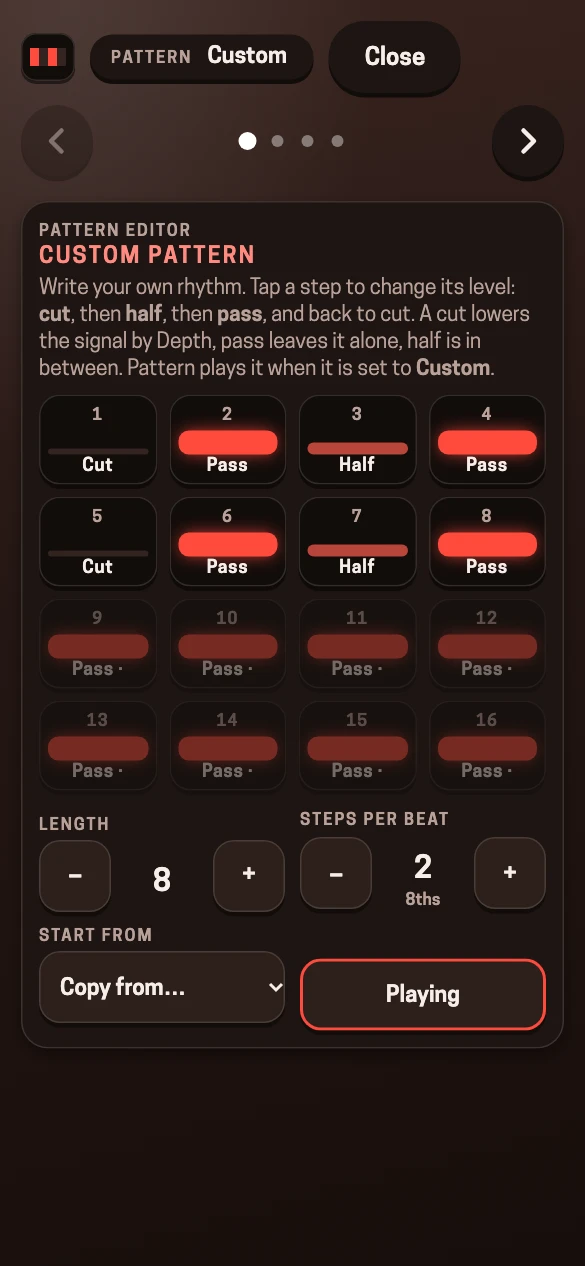 PATTERN Custom
Close
PATTERN EDITOR
CUSTOM PATTERN
Write your own rhythm. Tap a step to change its level:
cut, then half, then pass, and back to cut. A cut lowers
the signal by Depth, pass leaves it alone, half is in
between. Pattern plays it when it is set to Custom.
1 2 3 4
Cut Pass Half Pass
5 6 7 8
Cut Pass Half Pass
9 10 11 12
Pass · Pass · Pass · Pass ·
13 14 15 16
Pass · Pass · Pass · Pass ·
LENGTH STEPS PER BEAT
− 8 + − 2 +
8ths
START FROM
Copy from... Playing